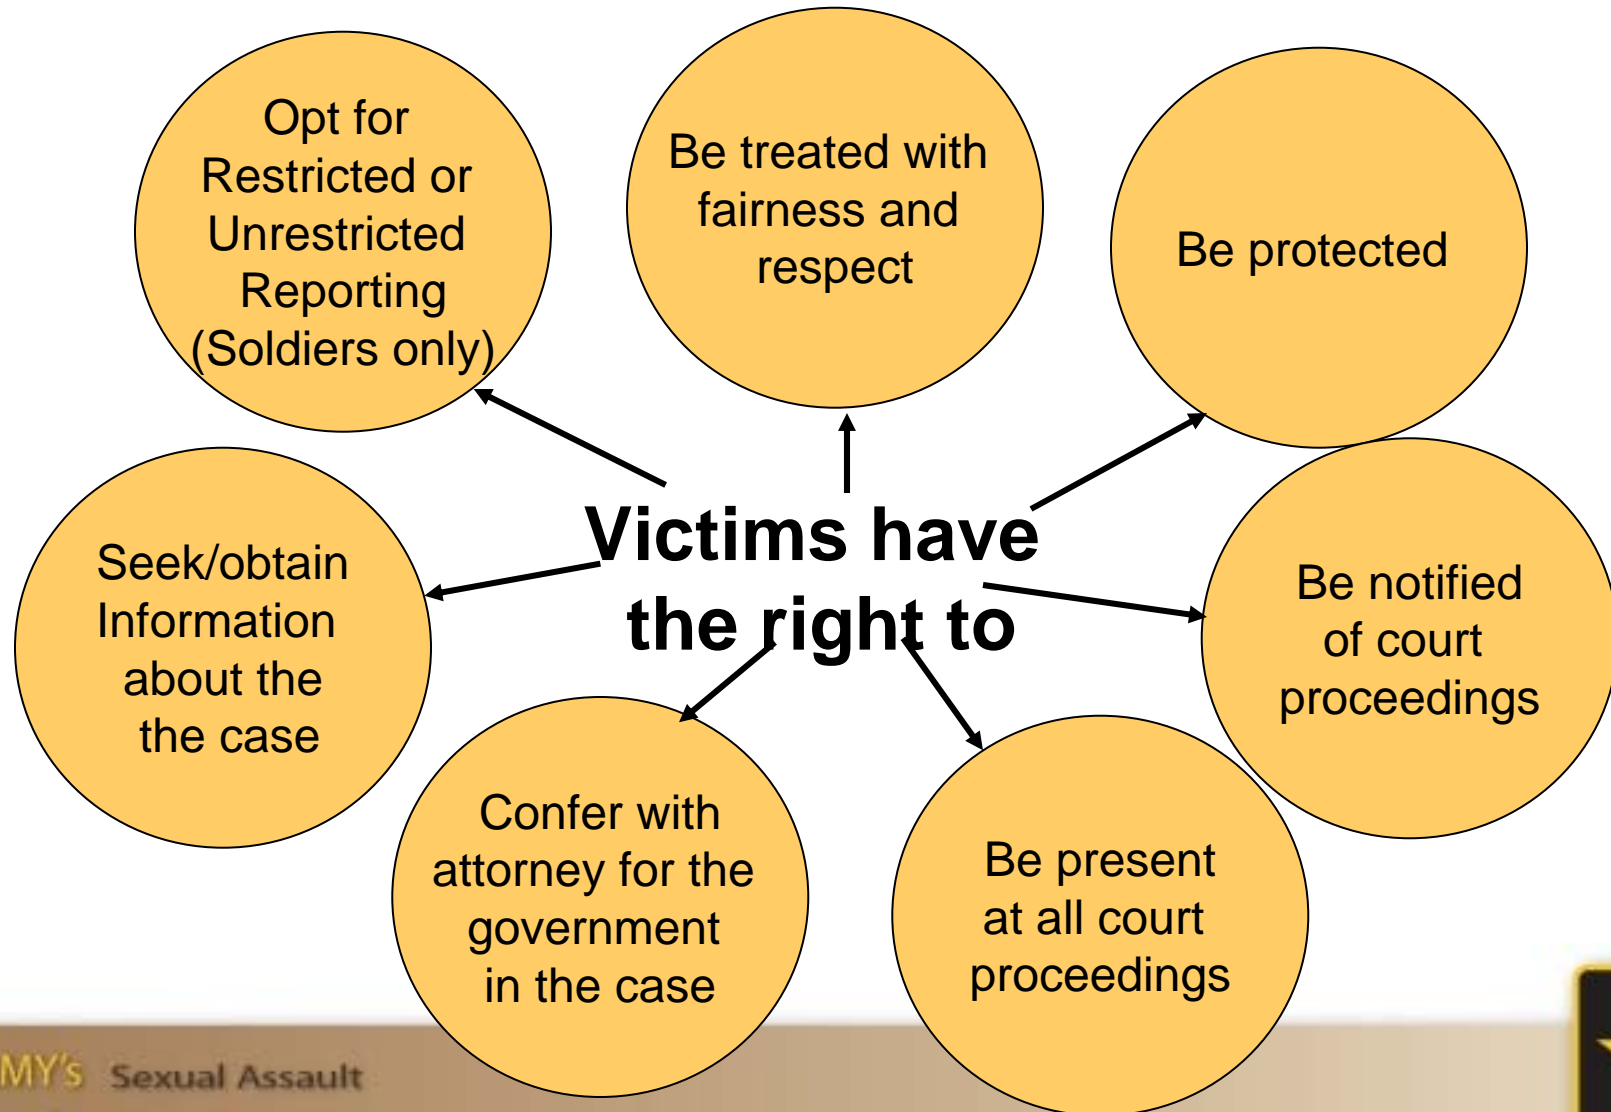 Opt for
Restricted or
Unrestricted
Reporting
(Soldiers only)
Be treated with
fairness and
respect
Be protected
Victims have
the right to
Seek/obtain
Information
about the
the case
Be notified
of court
proceedings
Confer with
attorney for the
government
in the case
Be present
at all court
proceedings
MY's Sexual Assault